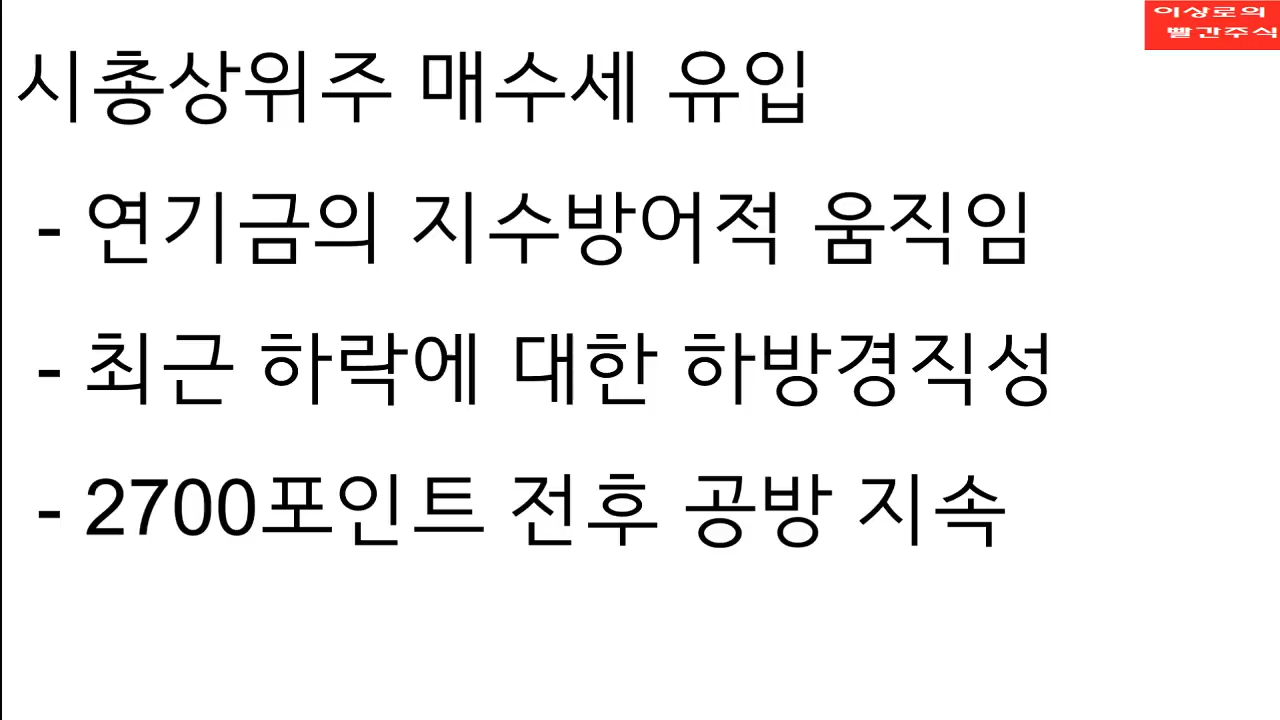 이상로의
빨간주식
시총상위주 매수세 유입
- 연기금의 지수방어적 움직임
- 최근 하락에 대한 하방경직성
- 2700포인트 전후 공방 지속